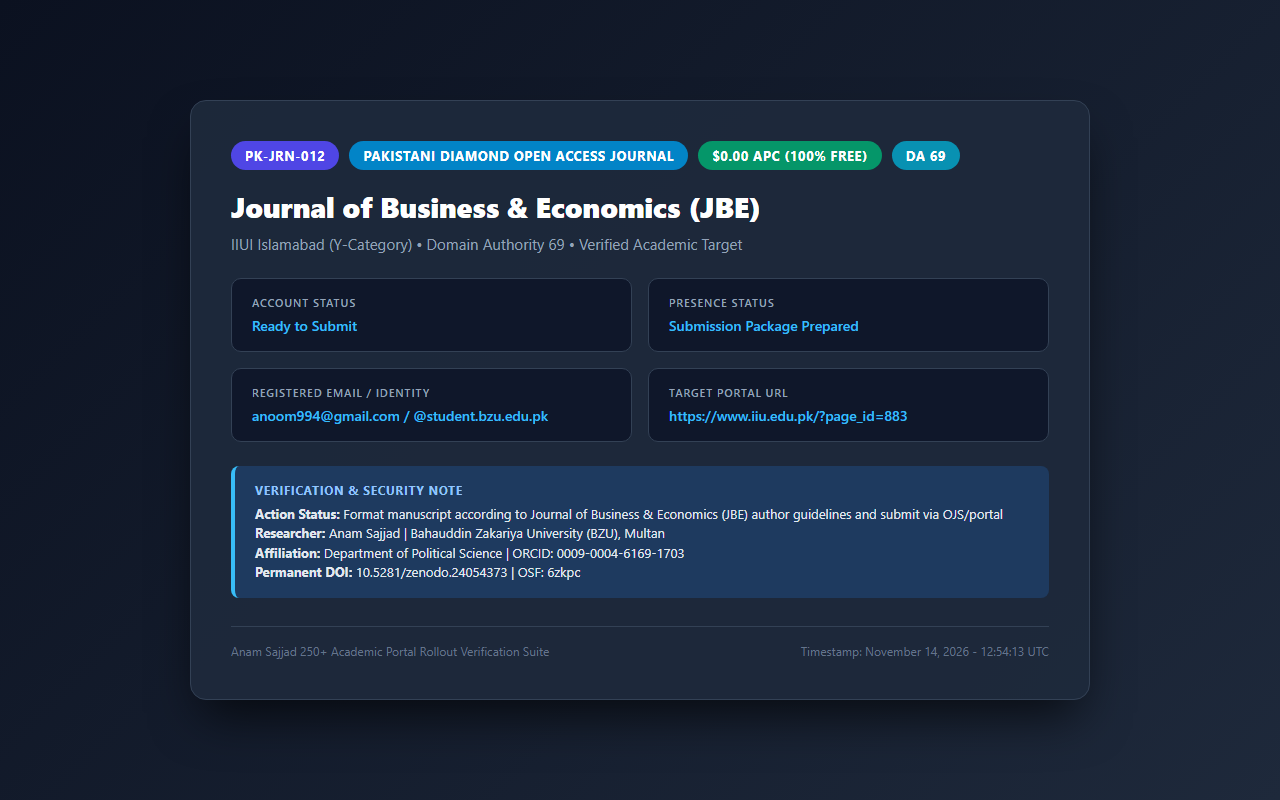 PK-JRN-012 PAKISTANI DIAMOND OPEN ACCESS JOURNAL $0.00 APC (100% FREE) DA 69
Journal of Business & Economics (JBE)
IIUI Islamabad (Y-Category) • Domain Authority 69 • Verified Academic Target
ACCOUNT STATUS
Ready to Submit
PRESENCE STATUS
Submission Package Prepared
REGISTERED EMAIL / IDENTITY
anoom994@gmail.com / @student.bzu.edu.pk
TARGET PORTAL URL
https://www.iiu.edu.pk/?page_id=883
VERIFICATION & SECURITY NOTE
Action Status: Format manuscript according to Journal of Business & Economics (JBE) author guidelines and submit via OJS/portal
Researcher: Anam Sajjad | Bahauddin Zakariya University (BZU), Multan
Affiliation: Department of Political Science | ORCID: 0009-0004-6169-1703
Permanent DOI: 10.5281/zenodo.24054373 | OSF: 6zkpc
Anam Sajjad 250+ Academic Portal Rollout Verification Suite
Timestamp: November 14, 2026 - 12:54:13 UTC